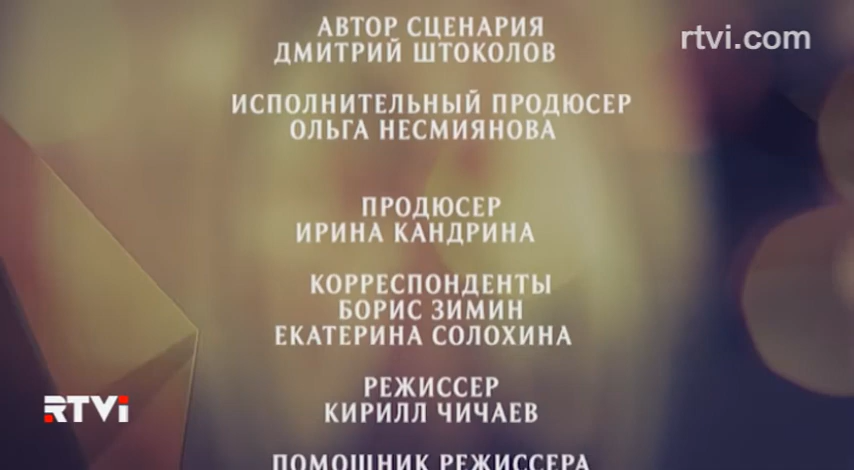 АВТОР СЦЕНАРИЯ
ДМИТРИЙ ШТОКОЛОВ
rtvi.com
ИСПОЛНИТЕЛЬНЫЙ ПРОДЮСЕР
ОЛЬГА НЕСМИЯНОВА
ПРОДЮСЕР
ИРИНА КАНДРИНА
КОРРЕСПОНДЕНТЫ
БОРИС ЗИМИН
ЕКАТЕРИНА СОЛОХИНА
РЕЖИССЕР
КИРИЛЛ ЧИЧАЕВ
RTVi
ПОМОЩНИК РЕЖИССЕРА